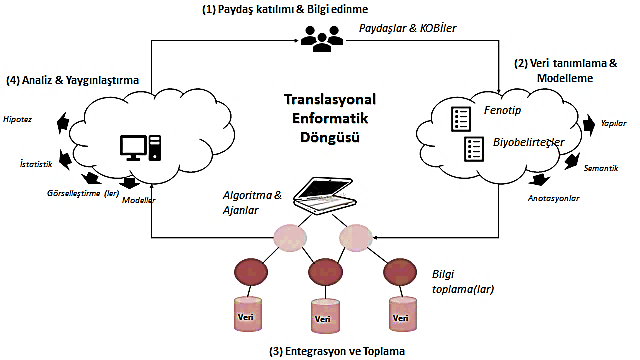 (1) Paydaş katılımı & Bilgi edinme
Paydaşlar & KOBİler
(2) Veri tanımlama &
Modelleme
Fenotip
Biyobelirteçler
Yapılar
Semantik
Anotasyonlar
(4) Analiz & Yaygınlaştırma
Hipotez
İstatistik
Görselleştirme (ler)
Modeller
Translasyonal
Enformatik
Döngüsü
Algoritma &
Ajanlar
Bilgi
toplama(lar)
Veri
Veri
Veri
(3) Entegrasyon ve Toplama